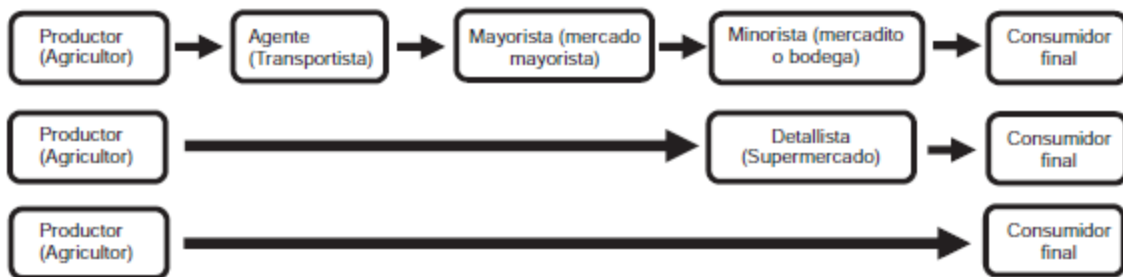 Productor
(Agricultor)
Agente
(Transportista)
Mayorista (mercado
mayorista)
Minorista (mercadito
o bodega)
Consumidor
final
Productor
(Agricultor)
Detallista
(Supermercado)
Consumidor
final
Productor
(Agricultor)
Consumidor
final